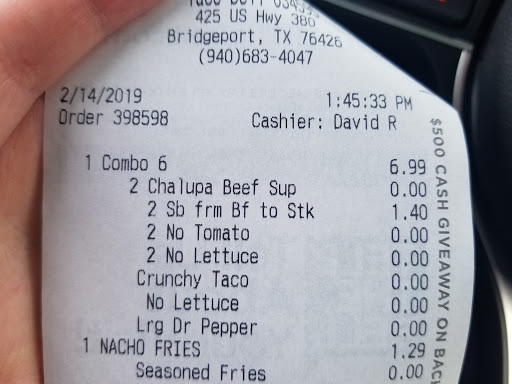 425 US Hwy 380
Bridgeport, TX 76426
(940)683-4047
2/14/2019 1:45:33 PM
Order 398598 Cashier: David R
1 Combo 6 6.99
2 Chalupa Beef Sup 0.00
2 Sb frm Bf to Stk 1.40
2 No Tomato 0.00
2 No Lettuce 0.00
Crunchy Taco 0.00
No Lettuce 0.00
Lrg Dr Pepper 0.00
1 NACHO FRIES 1.29
Seasoned Fries 0.00
$500 CASH GIVEAWAY ON BAC